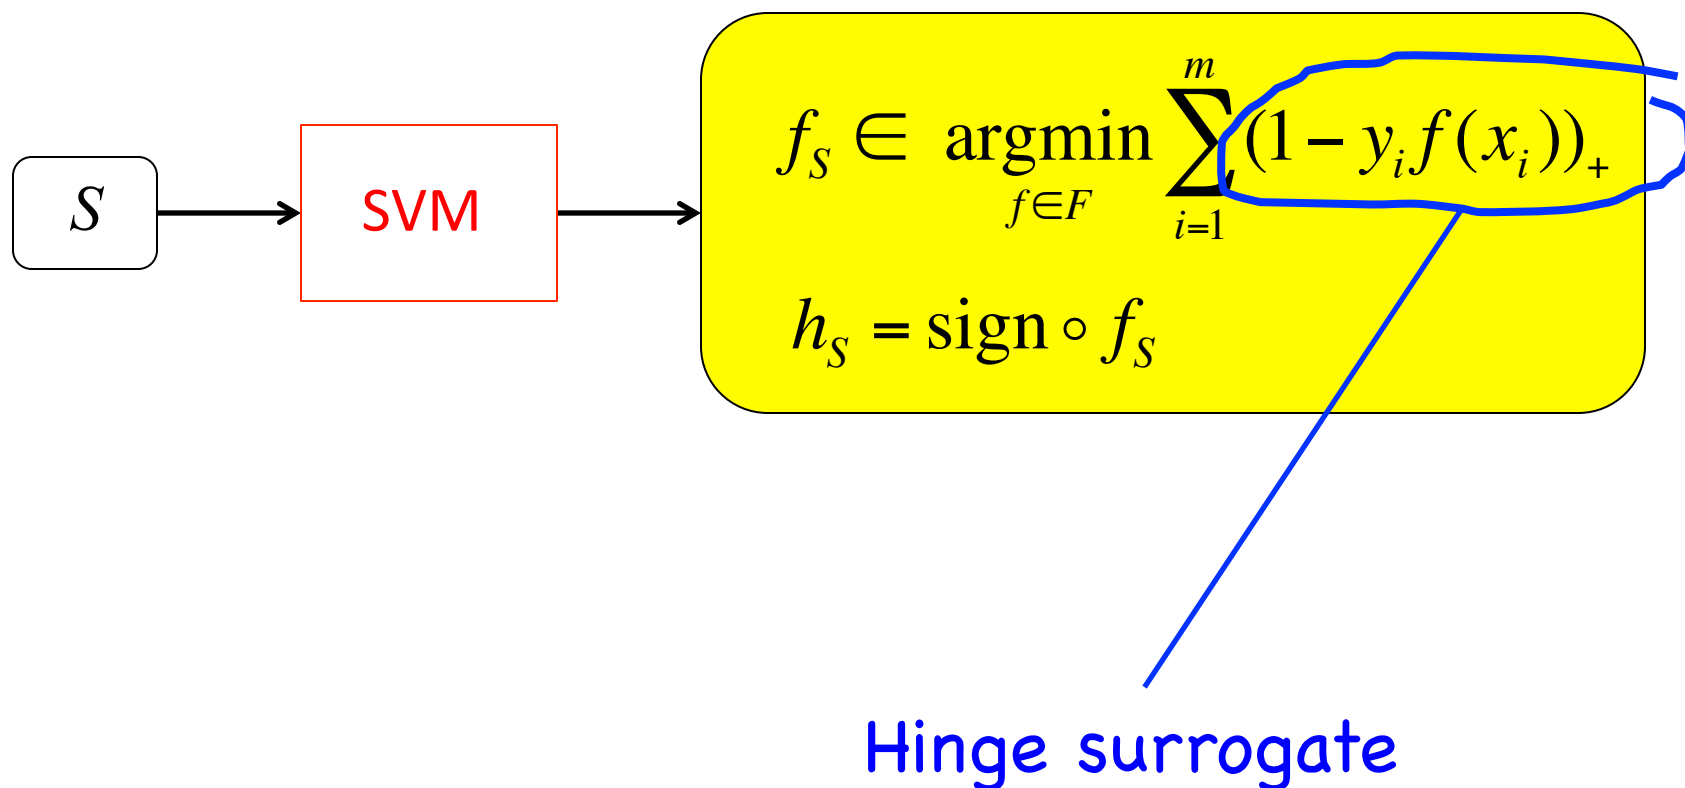 S
SVM
f_S ∈ argmin_{f∈F} ∑_{i=1}^{m} (1 − y_i f(x_i))_+
h_S = sign ∘ f_S
Hinge surrogate